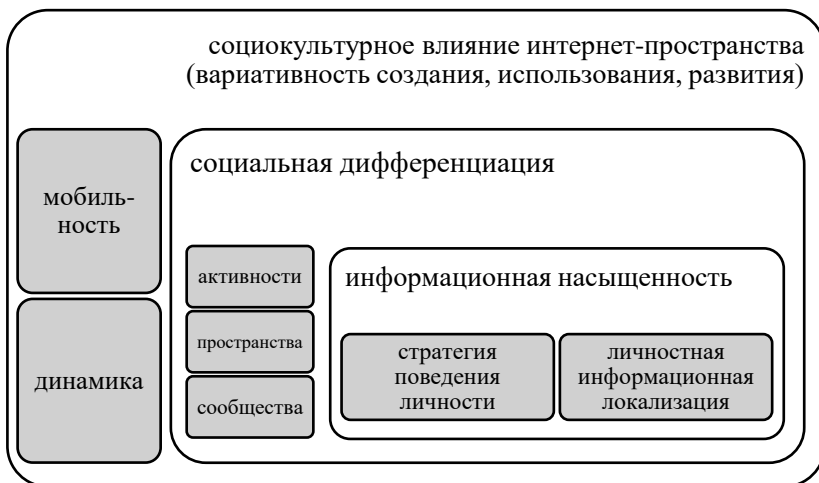 социокультурное влияние интернет-пространства
(вариативность создания, использования, развития)
мобиль-
ность
динамика
социальная дифференциация
активности
пространства
сообщества
информационная насыщенность
стратегия
поведения
личности
личностная
информационная
локализация